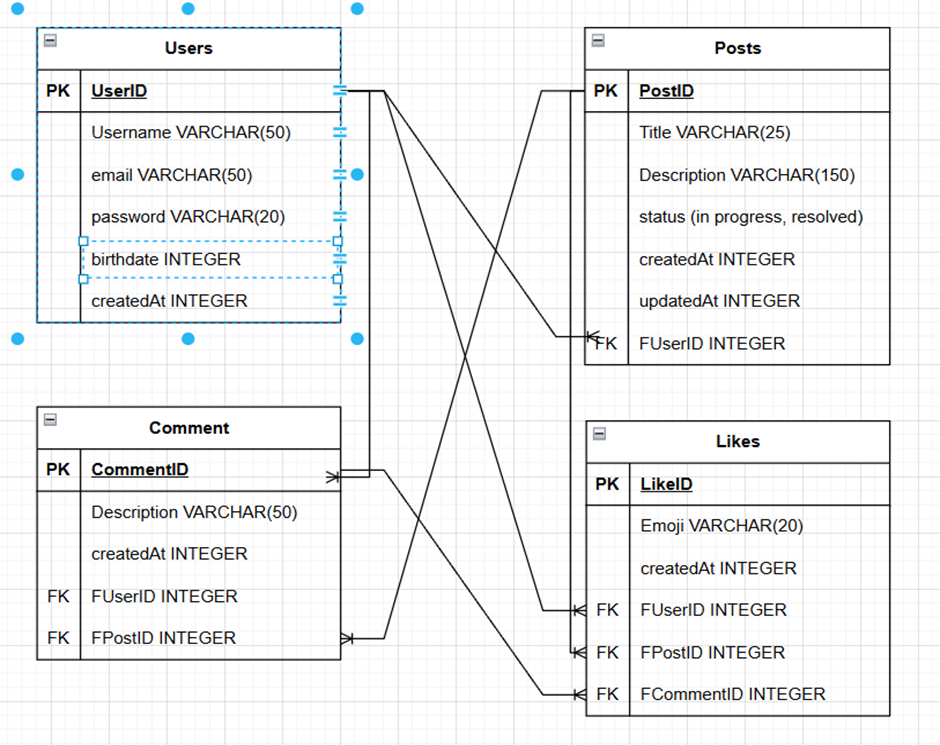 Users
PK UserID
Username VARCHAR(50)
email VARCHAR(50)
password VARCHAR(20)
birthdate INTEGER
createdAt INTEGER
Posts
PK PostID
Title VARCHAR(25)
Description VARCHAR(150)
status (in progress, resolved)
createdAt INTEGER
updatedAt INTEGER
FK FUserID INTEGER
Comment
PK CommentID
Description VARCHAR(50)
createdAt INTEGER
FK FUserID INTEGER
FK FPostID INTEGER
Likes
PK LikeID
Emoji VARCHAR(20)
createdAt INTEGER
FK FUserID INTEGER
FK FPostID INTEGER
FK FCommentID INTEGER